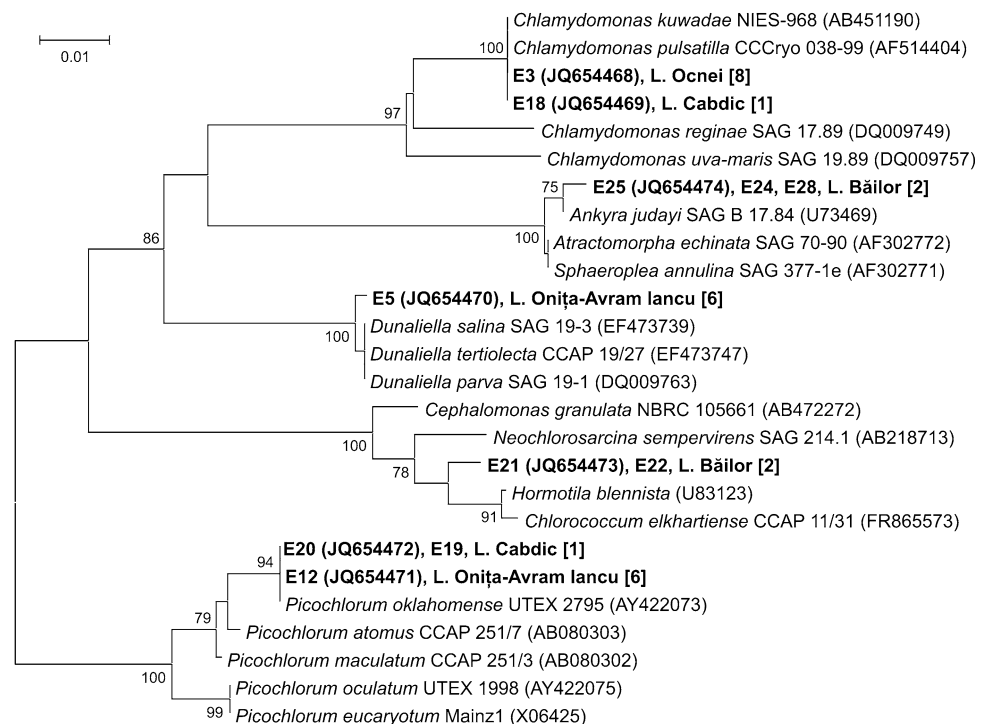 Chlamydomonas kuwadae NIES-968 (AB451190)
0.01
100
Chlamydomonas pulsatilla CCCryo 038-99 (AF514404)
E3 (JQ654468), L. Ocnei [8]
E18 (JQ654469), L. Cabdic [1]
97
Chlamydomonas reginae SAG 17.89 (DQ009749)
Chlamydomonas uva-maris SAG 19.89 (DQ009757)
75
E25 (JQ654474), E24, E28, L. Băilor [2]
Ankyra judayi SAG B 17.84 (U73469)
100
86
Atractomorpha echinata SAG 70-90 (AF302772)
Sphaeroplea annulina SAG 377-1e (AF302771)
E5 (JQ654470), L. Onița-Avram Iancu [6]
Dunaliella salina SAG 19-3 (EF473739)
100
Dunaliella tertiolecta CCAP 19/27 (EF473747)
Dunaliella parva SAG 19-1 (DQ009763)
Cephalomonas granulata NBRC 105661 (AB472272)
100
Neochlorosarcina sempervirens SAG 214.1 (AB218713)
78
E21 (JQ654473), E22, L. Băilor [2]
Hormotila blennista (U83123)
91
Chlorococcum elkhartiense CCAP 11/31 (FR865573)
E20 (JQ654472), E19, L. Cabdic [1]
94
E12 (JQ654471), L. Onița-Avram Iancu [6]
Picochlorum oklahomense UTEX 2795 (AY422073)
79
Picochlorum atomus CCAP 251/7 (AB080303)
Picochlorum maculatum CCAP 251/3 (AB080302)
100
Picochlorum oculatum UTEX 1998 (AY422075)
99
Picochlorum eucaryotum Mainz1 (X06425)